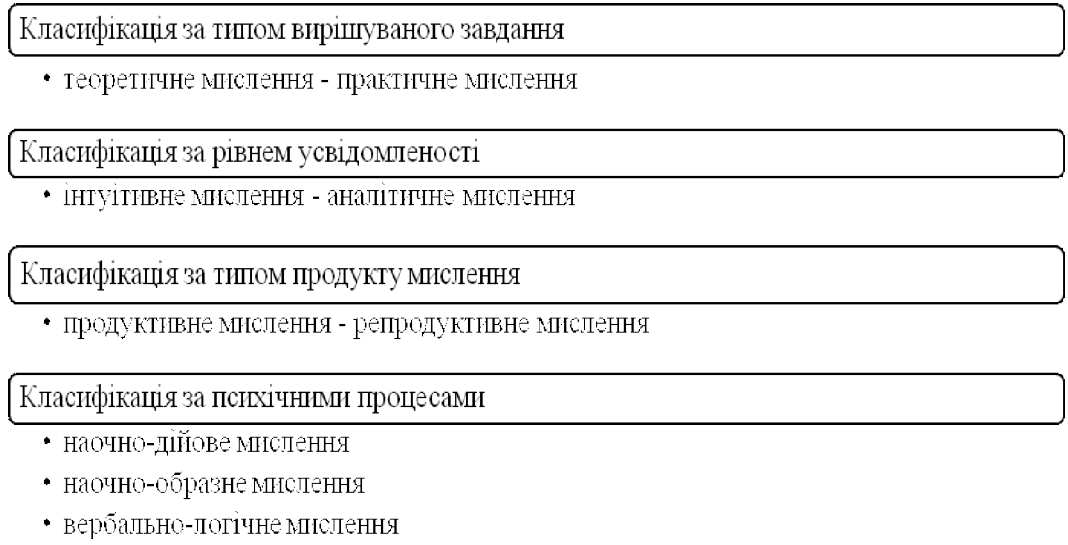 Класифікація за типом вирішуваного завдання
• теоретичне мислення - практичне мислення
Класифікація за рівнем усвідомленості
• інтуїтивне мислення - аналітичне мислення
Класифікація за типом продукту мислення
• продуктивне мислення - репродуктивне мислення
Класифікація за психічними процесами
• наочно-дійове мислення
• наочно-образне мислення
• вербально-логічне мислення